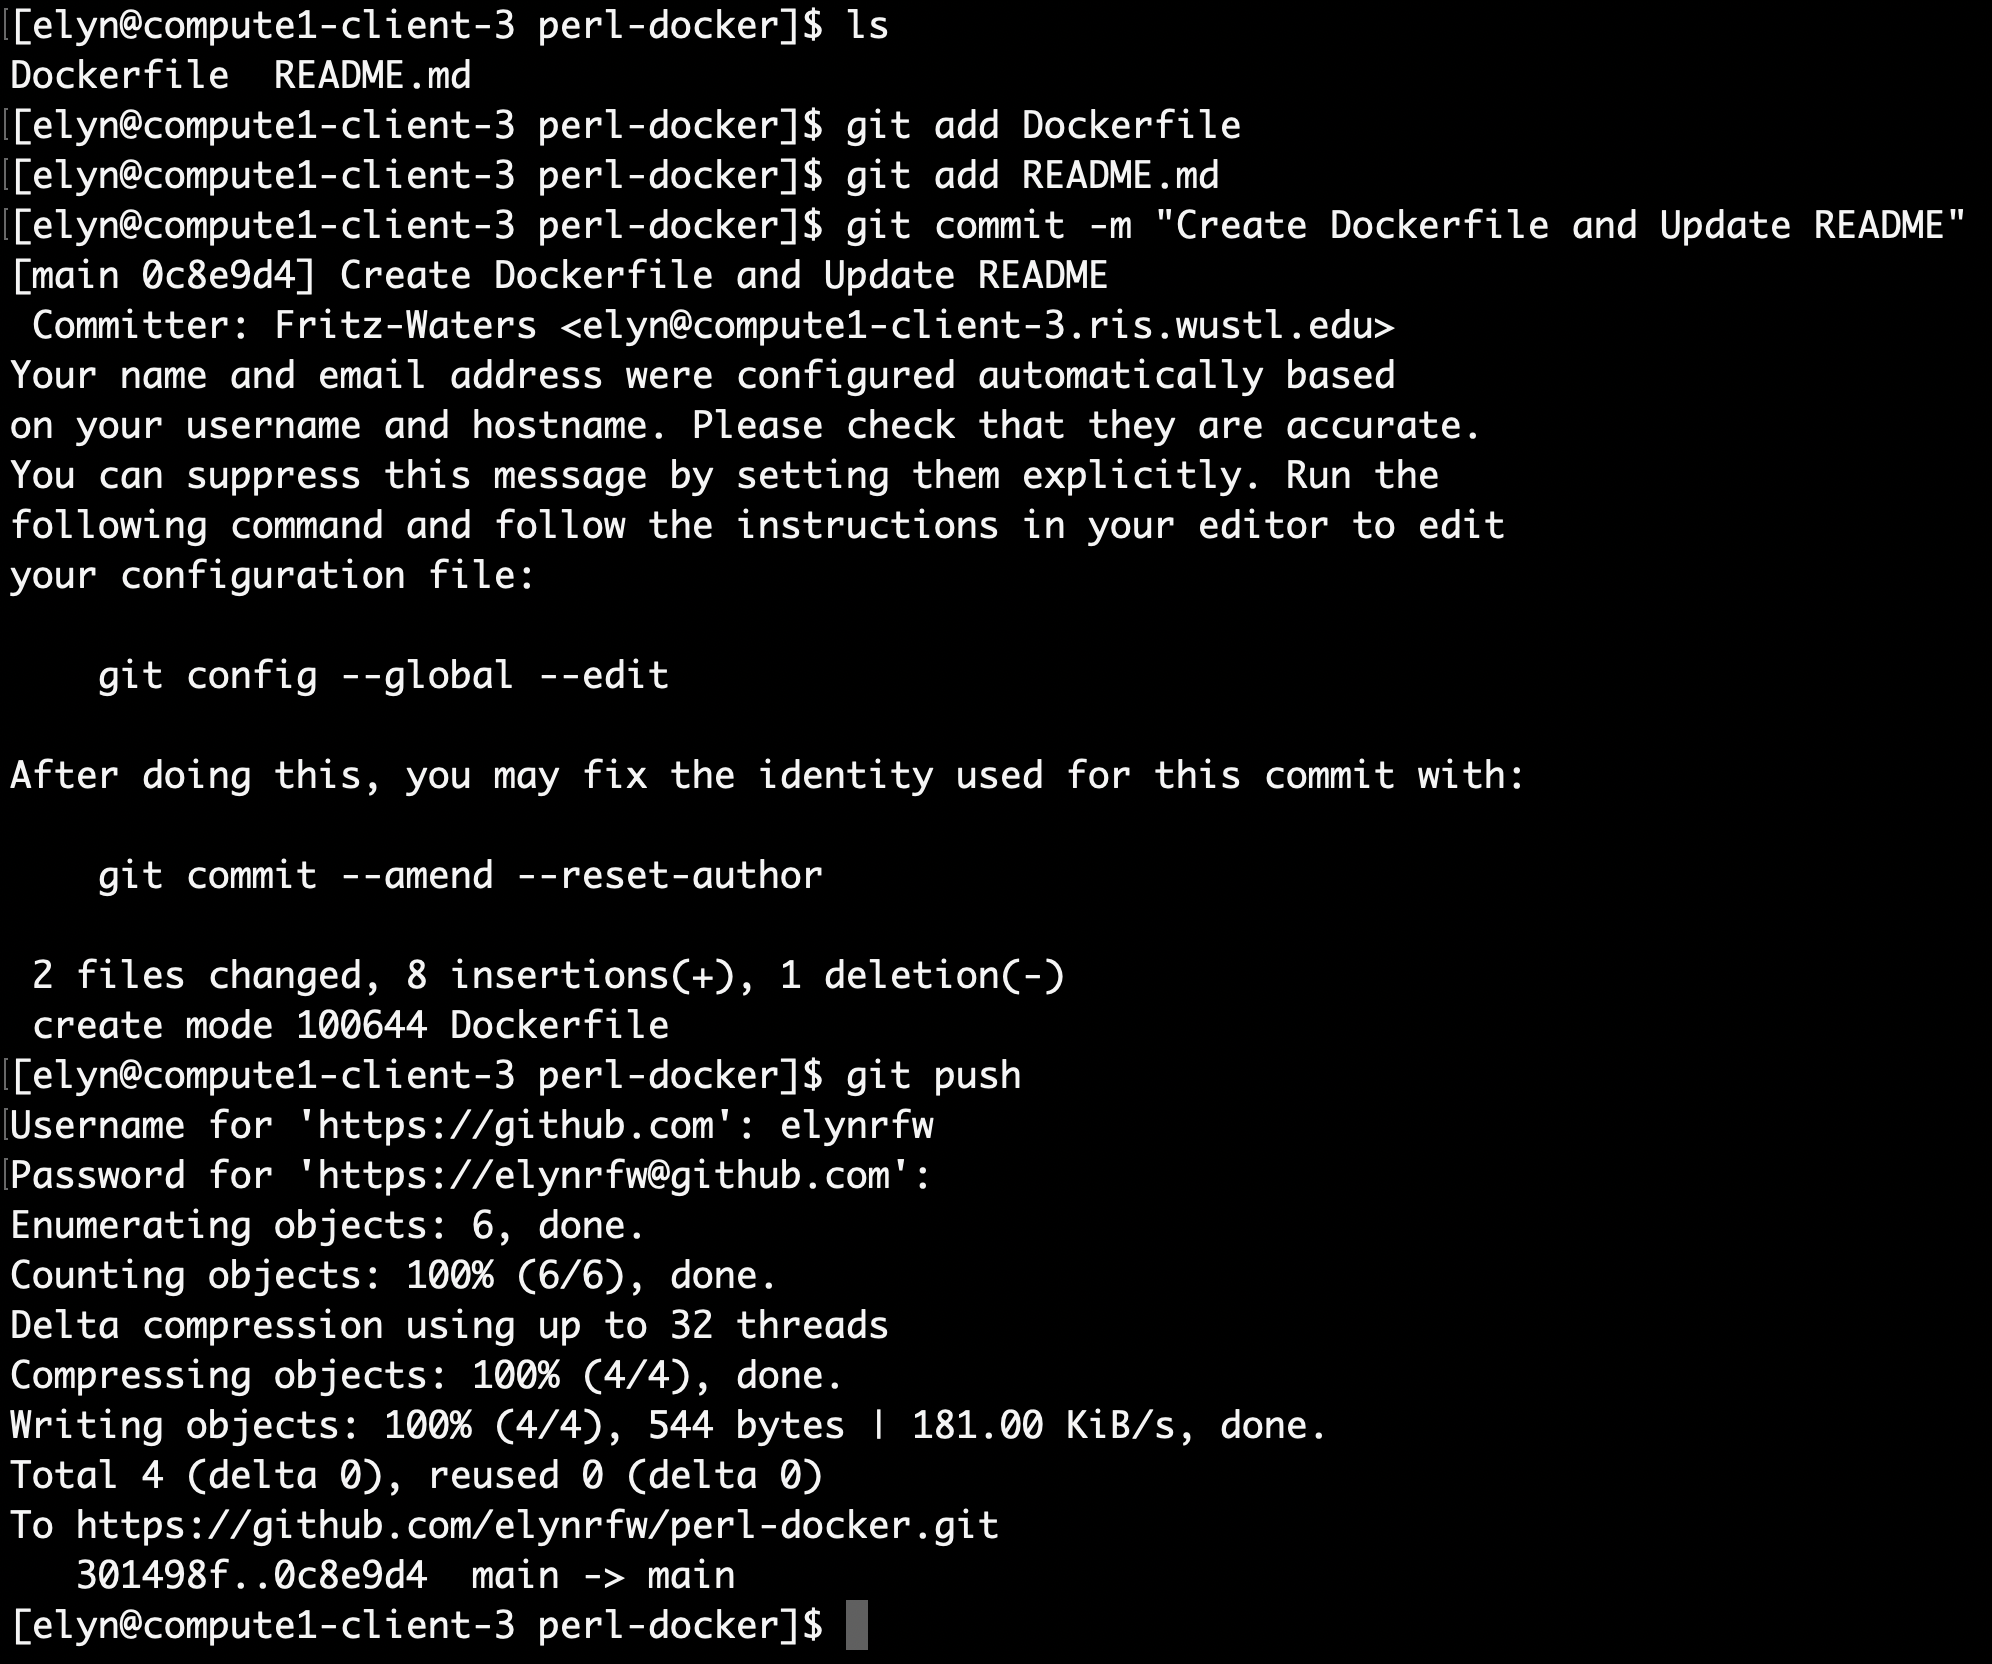 [elyn@compute1-client-3 perl-docker]$ ls
Dockerfile  README.md
[elyn@compute1-client-3 perl-docker]$ git add Dockerfile
[elyn@compute1-client-3 perl-docker]$ git add README.md
[elyn@compute1-client-3 perl-docker]$ git commit -m "Create Dockerfile and Update README"
[main 0c8e9d4] Create Dockerfile and Update README
 Committer: Fritz-Waters <elyn@compute1-client-3.ris.wustl.edu>
Your name and email address were configured automatically based
on your username and hostname. Please check that they are accurate.
You can suppress this message by setting them explicitly. Run the
following command and follow the instructions in your editor to edit
your configuration file:

    git config --global --edit

After doing this, you may fix the identity used for this commit with:

    git commit --amend --reset-author

 2 files changed, 8 insertions(+), 1 deletion(-)
 create mode 100644 Dockerfile
[elyn@compute1-client-3 perl-docker]$ git push
Username for 'https://github.com': elynrfw
Password for 'https://elynrfw@github.com':
Enumerating objects: 6, done.
Counting objects: 100% (6/6), done.
Delta compression using up to 32 threads
Compressing objects: 100% (4/4), done.
Writing objects: 100% (4/4), 544 bytes | 181.00 KiB/s, done.
Total 4 (delta 0), reused 0 (delta 0)
To https://github.com/elynrfw/perl-docker.git
   301498f..0c8e9d4  main -> main
[elyn@compute1-client-3 perl-docker]$